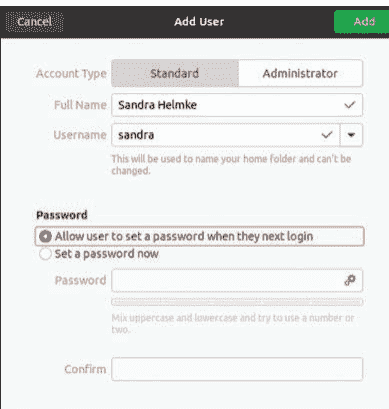 Cancel Add User Add
Account Type Standard Administrator
Full Name Sandra Helmke
Username sandra
This will be used to name your home folder and can't be
changed.
Password
Allow user to set a password when they next login
Set a password now
Password
Mix uppercase and lowercase and try to use a number or
two.
Confirm